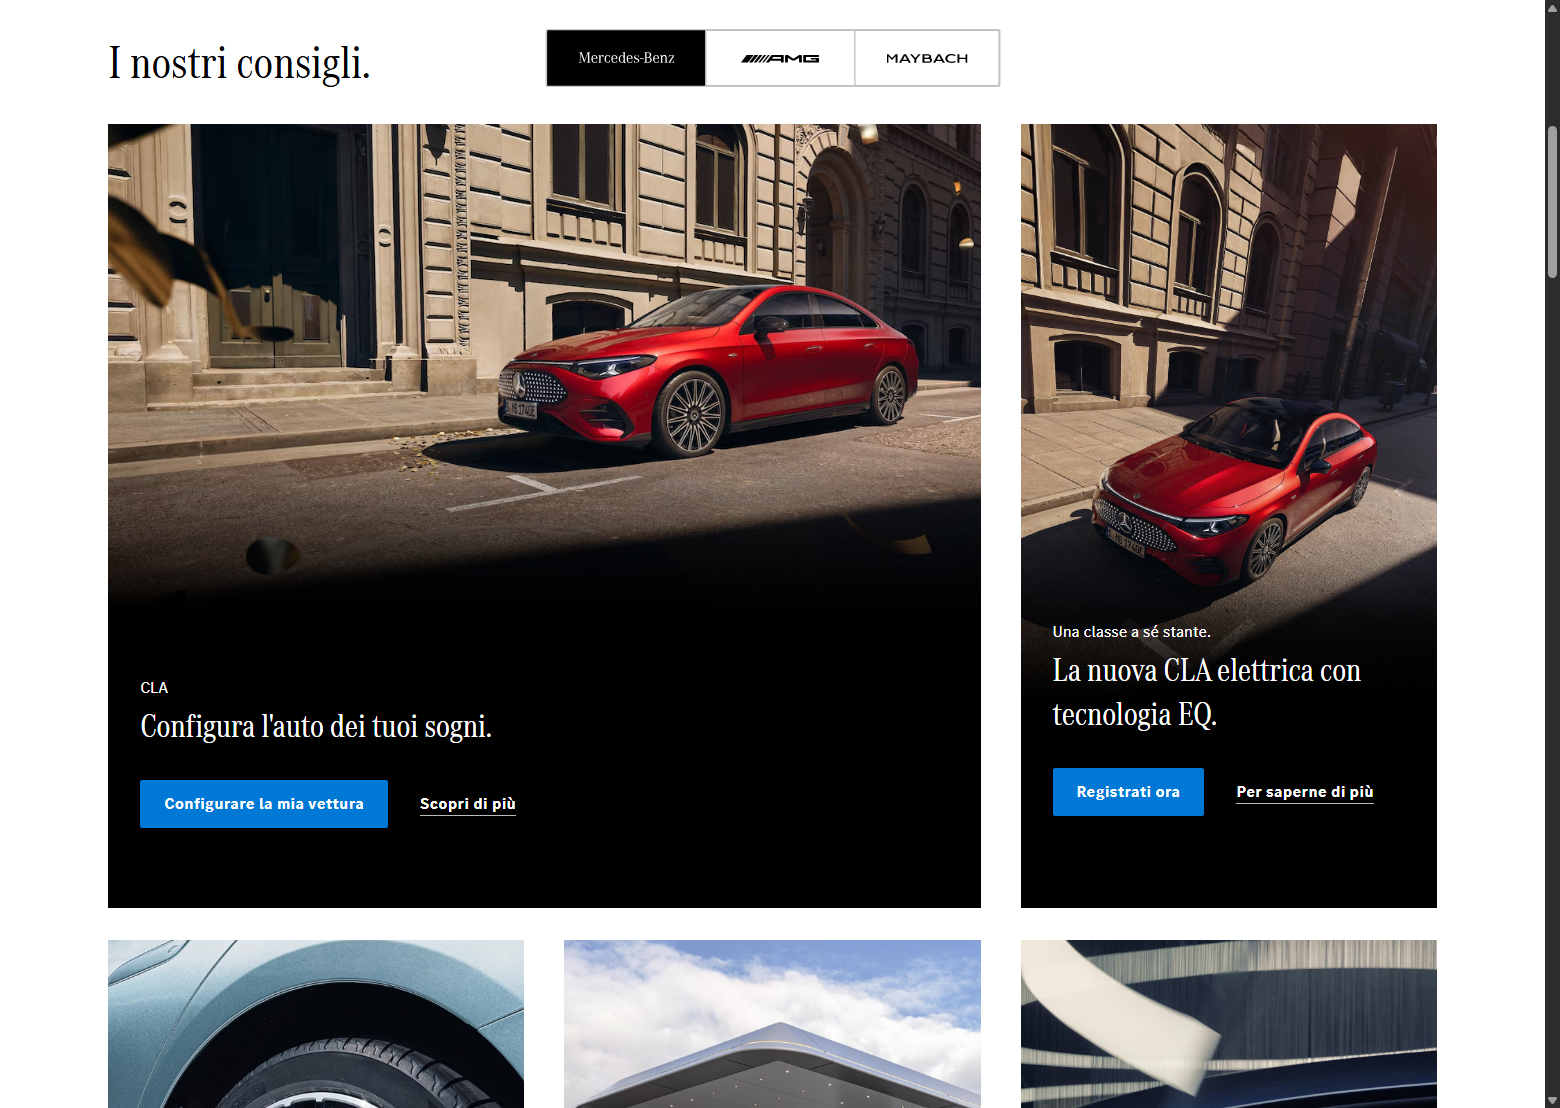 I nostri consigli.
Mercedes-Benz
AMG
MAYBACH
CLA
Configura l'auto dei tuoi sogni.
Configurare la mia vettura
Scopri di più
Una classe a sé stante.
La nuova CLA elettrica con
tecnologia EQ.
Registrati ora
Per saperne di più